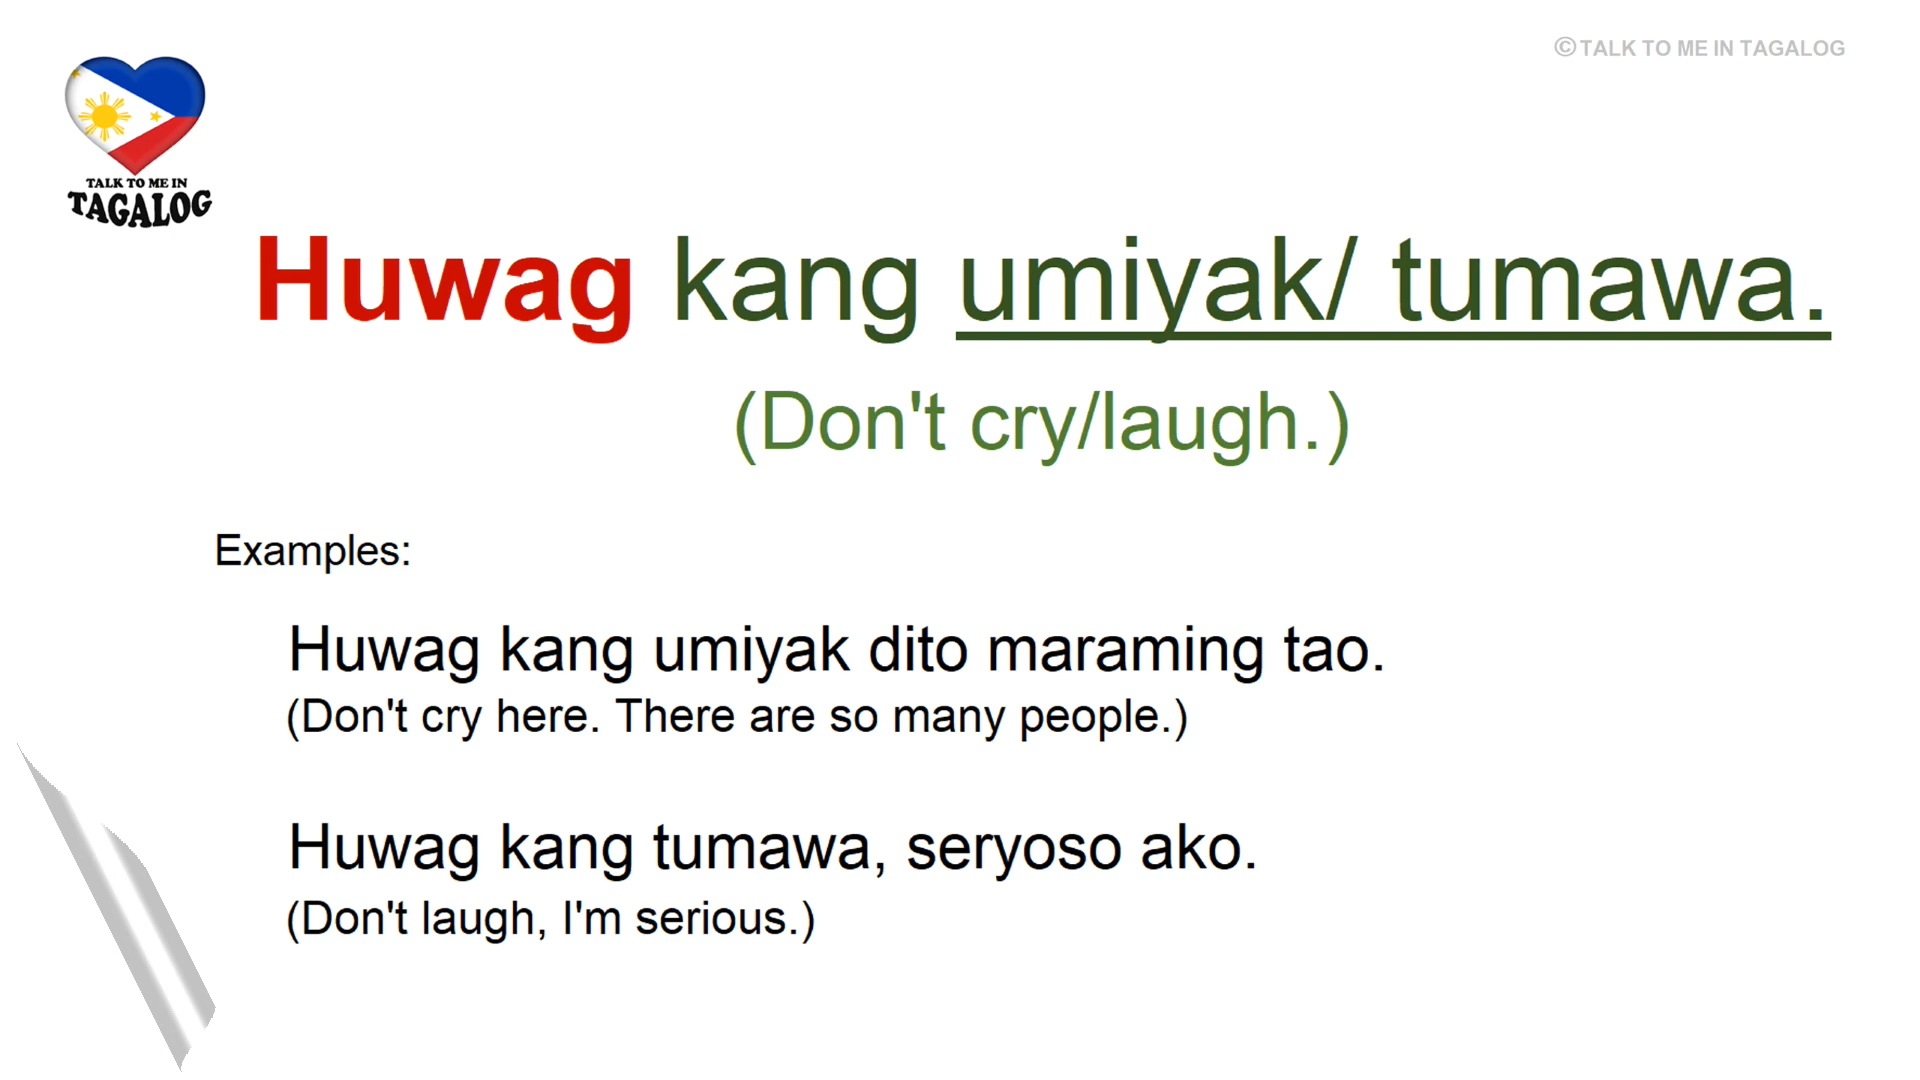 © TALK TO ME IN TAGALOG
TALK TO ME IN
TAGALOG
Huwag kang umiyak/ tumawa.
(Don't cry/laugh.)
Examples:
Huwag kang umiyak dito maraming tao.
(Don't cry here. There are so many people.)
Huwag kang tumawa, seryoso ako.
(Don't laugh, I'm serious.)